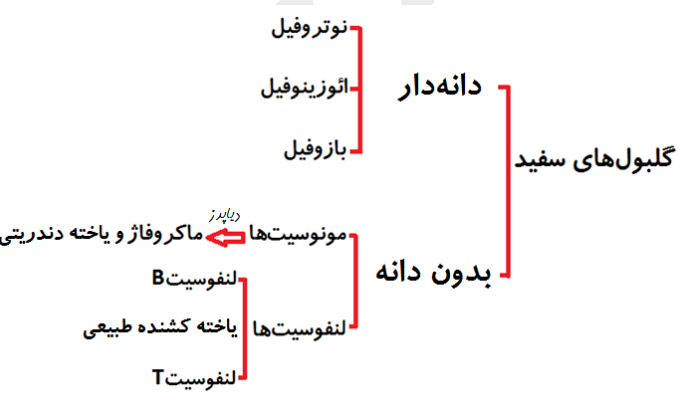 گلبول‌های سفید
دانه‌دار
نوتروفیل
ائوزینوفیل
بازوفیل
بدون دانه
مونوسیت‌ها
دیاپدز
ماکروفاژ و یاخته دندریتی
لنفوسیت‌ها
لنفوسیتB
یاخته کشنده طبیعی
لنفوسیتT